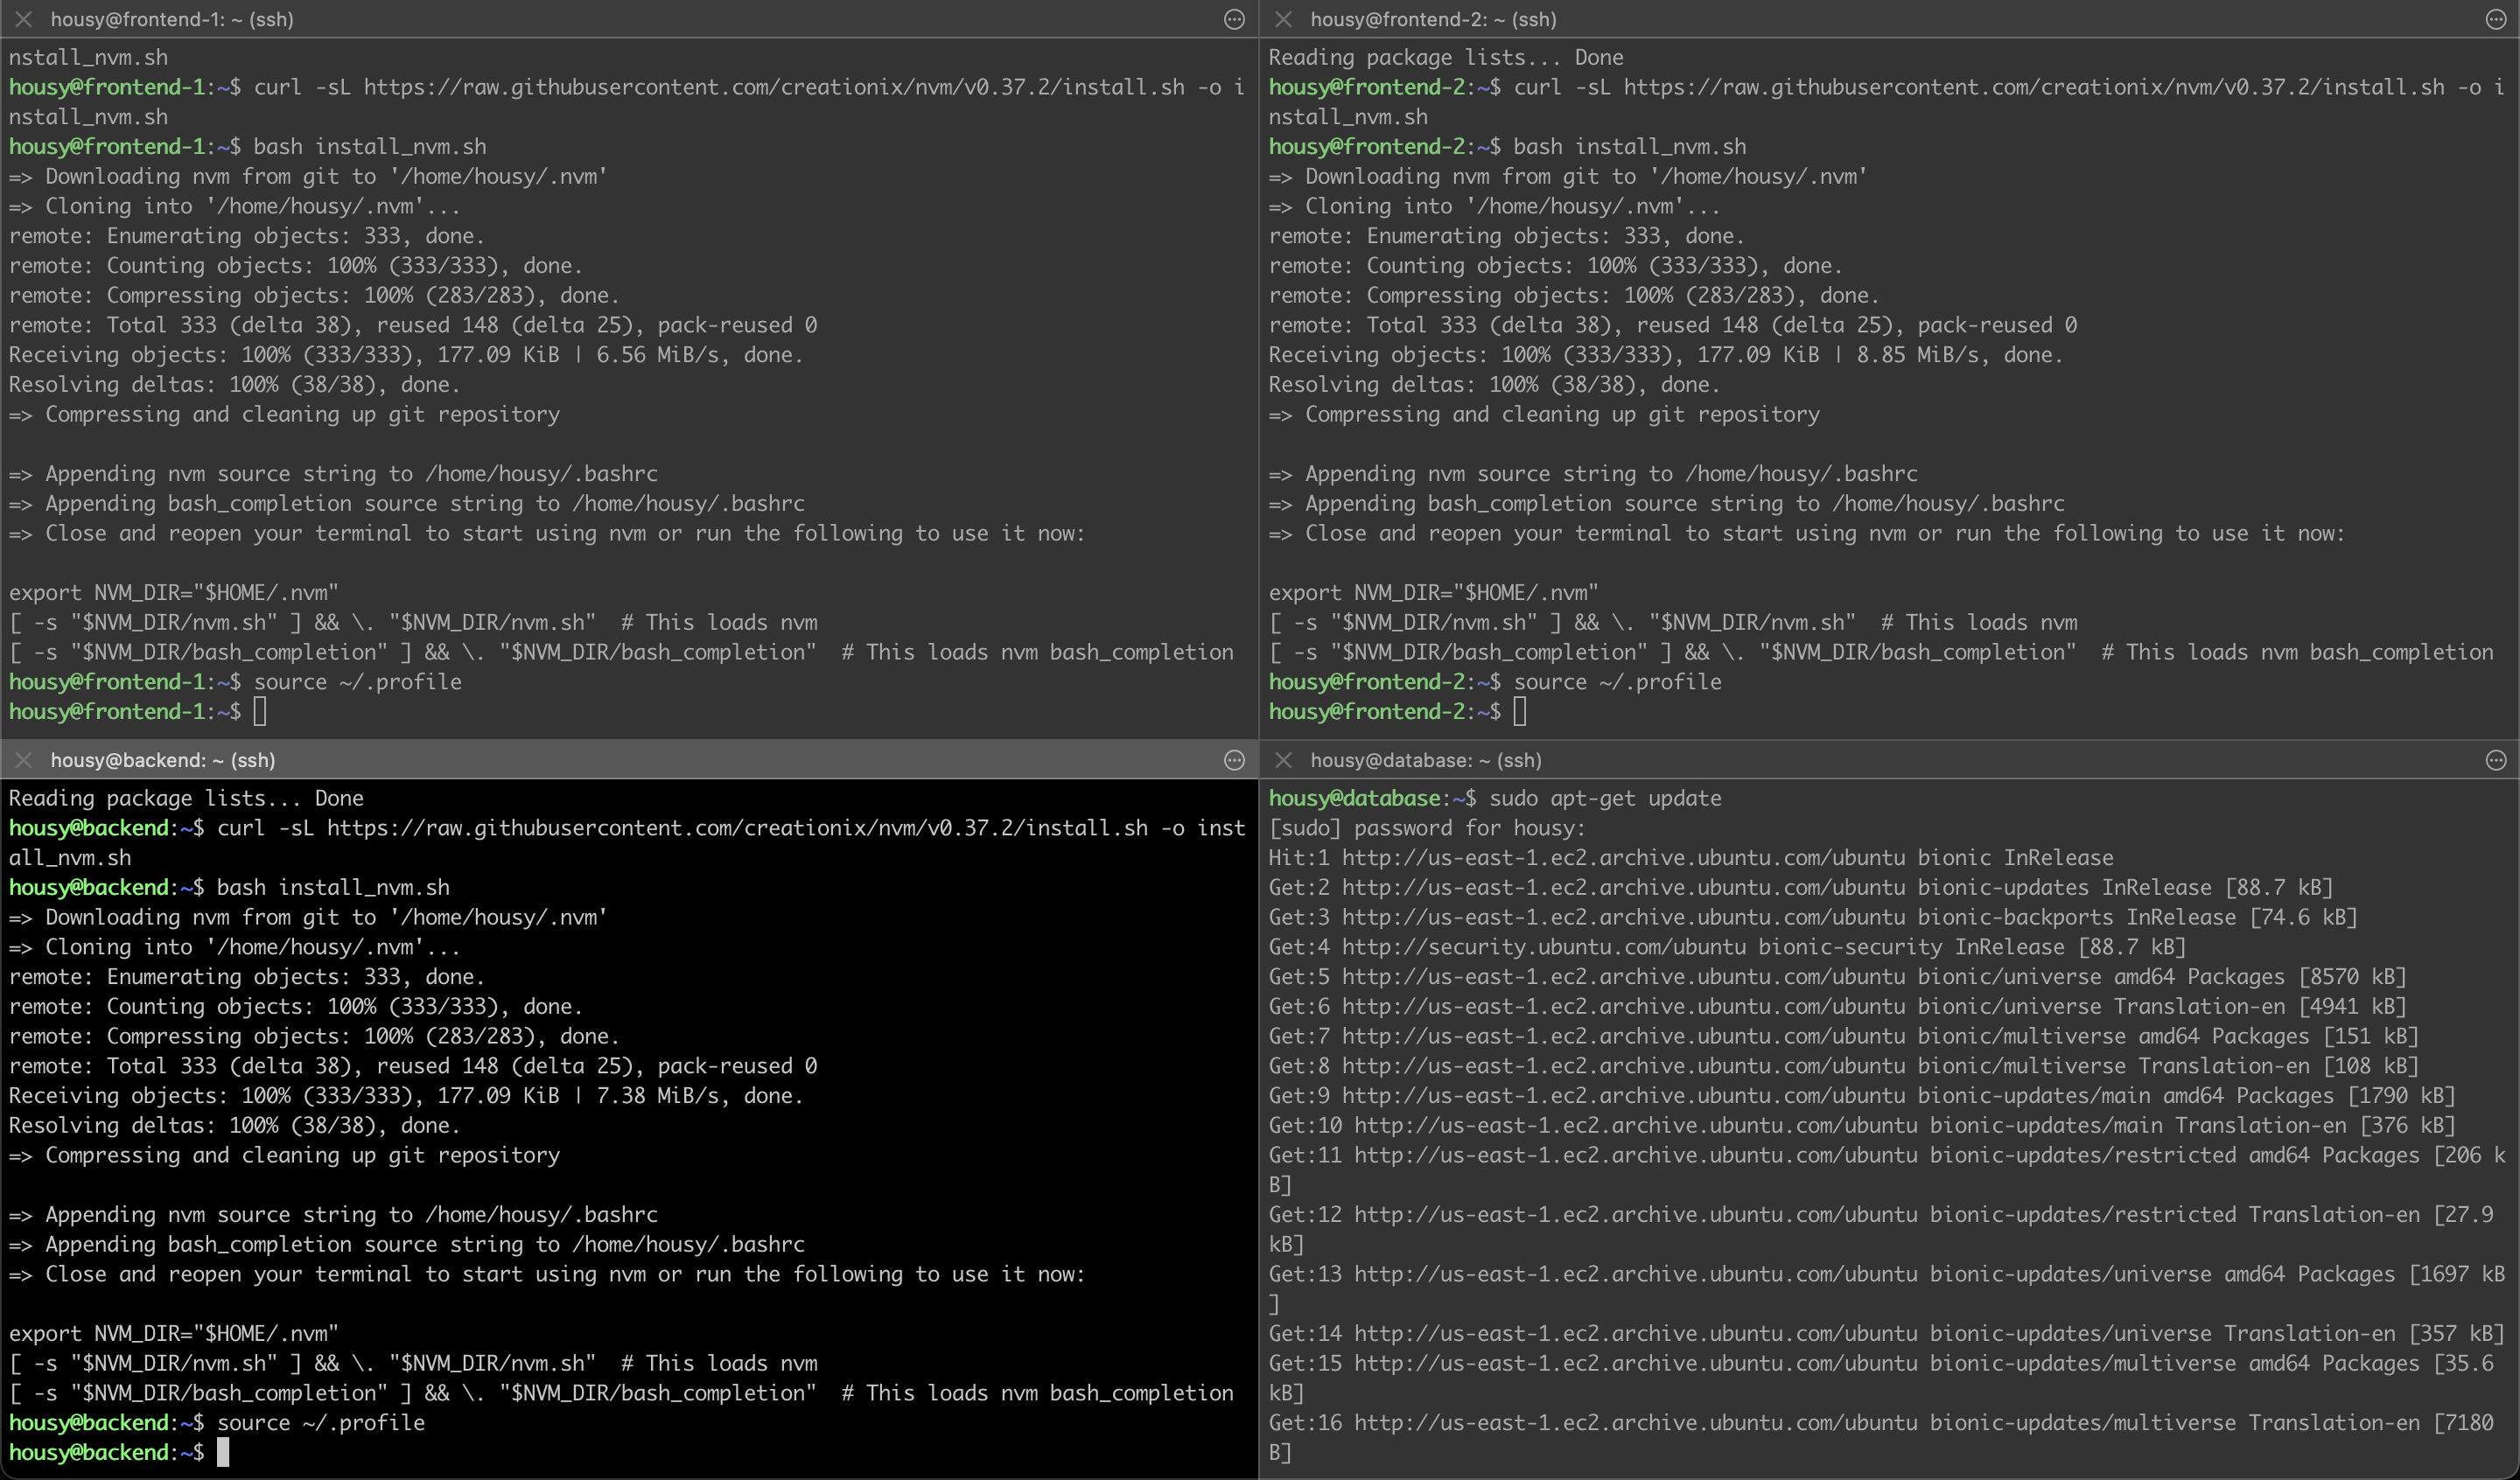 housy@frontend-1: ~ (ssh)
nstall_nvm.sh
housy@frontend-1:~$ curl -sL https://raw.githubusercontent.com/creationix/nvm/v0.37.2/install.sh -o i
nstall_nvm.sh
housy@frontend-1:~$ bash install_nvm.sh
=> Downloading nvm from git to '/home/housy/.nvm'
=> Cloning into '/home/housy/.nvm'...
remote: Enumerating objects: 333, done.
remote: Counting objects: 100% (333/333), done.
remote: Compressing objects: 100% (283/283), done.
remote: Total 333 (delta 38), reused 148 (delta 25), pack-reused 0
Receiving objects: 100% (333/333), 177.09 KiB | 6.56 MiB/s, done.
Resolving deltas: 100% (38/38), done.
=> Compressing and cleaning up git repository
=> Appending nvm source string to /home/housy/.bashrc
=> Appending bash_completion source string to /home/housy/.bashrc
=> Close and reopen your terminal to start using nvm or run the following to use it now:
export NVM_DIR="$HOME/.nvm"
[ -s "$NVM_DIR/nvm.sh" ] && \. "$NVM_DIR/nvm.sh"  # This loads nvm
[ -s "$NVM_DIR/bash_completion" ] && \. "$NVM_DIR/bash_completion"  # This loads nvm bash_completion
housy@frontend-1:~$ source ~/.profile
housy@frontend-1:~$
housy@frontend-2: ~ (ssh)
Reading package lists... Done
housy@frontend-2:~$ curl -sL https://raw.githubusercontent.com/creationix/nvm/v0.37.2/install.sh -o i
nstall_nvm.sh
housy@frontend-2:~$ bash install_nvm.sh
=> Downloading nvm from git to '/home/housy/.nvm'
=> Cloning into '/home/housy/.nvm'...
remote: Enumerating objects: 333, done.
remote: Counting objects: 100% (333/333), done.
remote: Compressing objects: 100% (283/283), done.
remote: Total 333 (delta 38), reused 148 (delta 25), pack-reused 0
Receiving objects: 100% (333/333), 177.09 KiB | 8.85 MiB/s, done.
Resolving deltas: 100% (38/38), done.
=> Compressing and cleaning up git repository
=> Appending nvm source string to /home/housy/.bashrc
=> Appending bash_completion source string to /home/housy/.bashrc
=> Close and reopen your terminal to start using nvm or run the following to use it now:
export NVM_DIR="$HOME/.nvm"
[ -s "$NVM_DIR/nvm.sh" ] && \. "$NVM_DIR/nvm.sh"  # This loads nvm
[ -s "$NVM_DIR/bash_completion" ] && \. "$NVM_DIR/bash_completion"  # This loads nvm bash_completion
housy@frontend-2:~$ source ~/.profile
housy@frontend-2:~$
housy@backend: ~ (ssh)
Reading package lists... Done
housy@backend:~$ curl -sL https://raw.githubusercontent.com/creationix/nvm/v0.37.2/install.sh -o inst
all_nvm.sh
housy@backend:~$ bash install_nvm.sh
=> Downloading nvm from git to '/home/housy/.nvm'
=> Cloning into '/home/housy/.nvm'...
remote: Enumerating objects: 333, done.
remote: Counting objects: 100% (333/333), done.
remote: Compressing objects: 100% (283/283), done.
remote: Total 333 (delta 38), reused 148 (delta 25), pack-reused 0
Receiving objects: 100% (333/333), 177.09 KiB | 7.38 MiB/s, done.
Resolving deltas: 100% (38/38), done.
=> Compressing and cleaning up git repository
=> Appending nvm source string to /home/housy/.bashrc
=> Appending bash_completion source string to /home/housy/.bashrc
=> Close and reopen your terminal to start using nvm or run the following to use it now:
export NVM_DIR="$HOME/.nvm"
[ -s "$NVM_DIR/nvm.sh" ] && \. "$NVM_DIR/nvm.sh"  # This loads nvm
[ -s "$NVM_DIR/bash_completion" ] && \. "$NVM_DIR/bash_completion"  # This loads nvm bash_completion
housy@backend:~$ source ~/.profile
housy@backend:~$
housy@database: ~ (ssh)
housy@database:~$ sudo apt-get update
[sudo] password for housy:
Hit:1 http://us-east-1.ec2.archive.ubuntu.com/ubuntu bionic InRelease
Get:2 http://us-east-1.ec2.archive.ubuntu.com/ubuntu bionic-updates InRelease [88.7 kB]
Get:3 http://us-east-1.ec2.archive.ubuntu.com/ubuntu bionic-backports InRelease [74.6 kB]
Get:4 http://security.ubuntu.com/ubuntu bionic-security InRelease [88.7 kB]
Get:5 http://us-east-1.ec2.archive.ubuntu.com/ubuntu bionic/universe amd64 Packages [8570 kB]
Get:6 http://us-east-1.ec2.archive.ubuntu.com/ubuntu bionic/universe Translation-en [4941 kB]
Get:7 http://us-east-1.ec2.archive.ubuntu.com/ubuntu bionic/multiverse amd64 Packages [151 kB]
Get:8 http://us-east-1.ec2.archive.ubuntu.com/ubuntu bionic/multiverse Translation-en [108 kB]
Get:9 http://us-east-1.ec2.archive.ubuntu.com/ubuntu bionic-updates/main amd64 Packages [1790 kB]
Get:10 http://us-east-1.ec2.archive.ubuntu.com/ubuntu bionic-updates/main Translation-en [376 kB]
Get:11 http://us-east-1.ec2.archive.ubuntu.com/ubuntu bionic-updates/restricted amd64 Packages [206 k
B]
Get:12 http://us-east-1.ec2.archive.ubuntu.com/ubuntu bionic-updates/restricted Translation-en [27.9
kB]
Get:13 http://us-east-1.ec2.archive.ubuntu.com/ubuntu bionic-updates/universe amd64 Packages [1697 kB
]
Get:14 http://us-east-1.ec2.archive.ubuntu.com/ubuntu bionic-updates/universe Translation-en [357 kB]
Get:15 http://us-east-1.ec2.archive.ubuntu.com/ubuntu bionic-updates/multiverse amd64 Packages [35.6
kB]
Get:16 http://us-east-1.ec2.archive.ubuntu.com/ubuntu bionic-updates/multiverse Translation-en [7180
B]